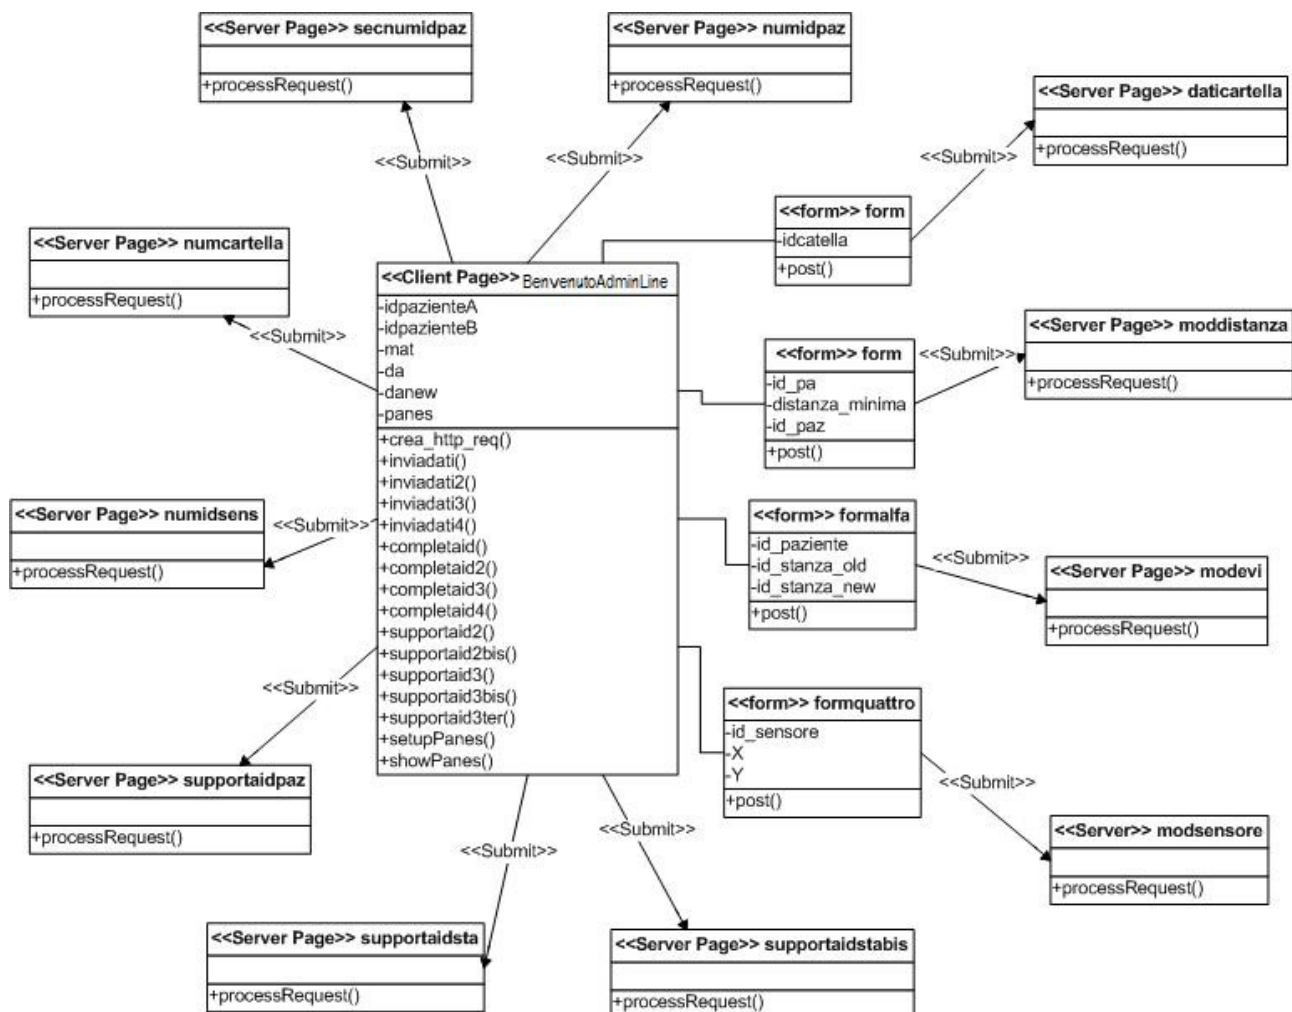 <<Server Page>> secnumidpaz
+processRequest()
<<Server Page>> numidpaz
+processRequest()
<<Server Page>> daticartella
+processRequest()
<<Submit>>
<<Submit>>
<<Submit>>
<<form>> form
-idcatella
+post()
<<Server Page>> numcartella
+processRequest()
<<Submit>>
<<Client Page>> BenvenutoAdminLine
-idpazienteA
-idpazienteB
-mat
-da
-danew
-panes
+crea_http_req()
+inviadati()
+inviadati2()
+inviadati3()
+inviadati4()
+completaid()
+completaid2()
+completaid3()
+completaid4()
+supportaid2()
+supportaid2bis()
+supportaid3()
+supportaid3bis()
+supportaid3ter()
+setupPanes()
+showPanes()
<<form>> form
-id_pa
-distanza_minima
-id_paz
+post()
<<Submit>>
<<Server Page>> moddistanza
+processRequest()
<<Server Page>> numidsens
+processRequest()
<<Submit>>
<<form>> formalfa
-id_paziente
-id_stanza_old
-id_stanza_new
+post()
<<Submit>>
<<Server Page>> modevi
+processRequest()
<<Submit>>
<<Server Page>> supportaidpaz
+processRequest()
<<form>> formquattro
-id_sensore
-X
-Y
+post()
<<Submit>>
<<Server>> modsensore
+processRequest()
<<Submit>>
<<Submit>>
<<Server Page>> supportaidsta
+processRequest()
<<Server Page>> supportaidstabis
+processRequest()